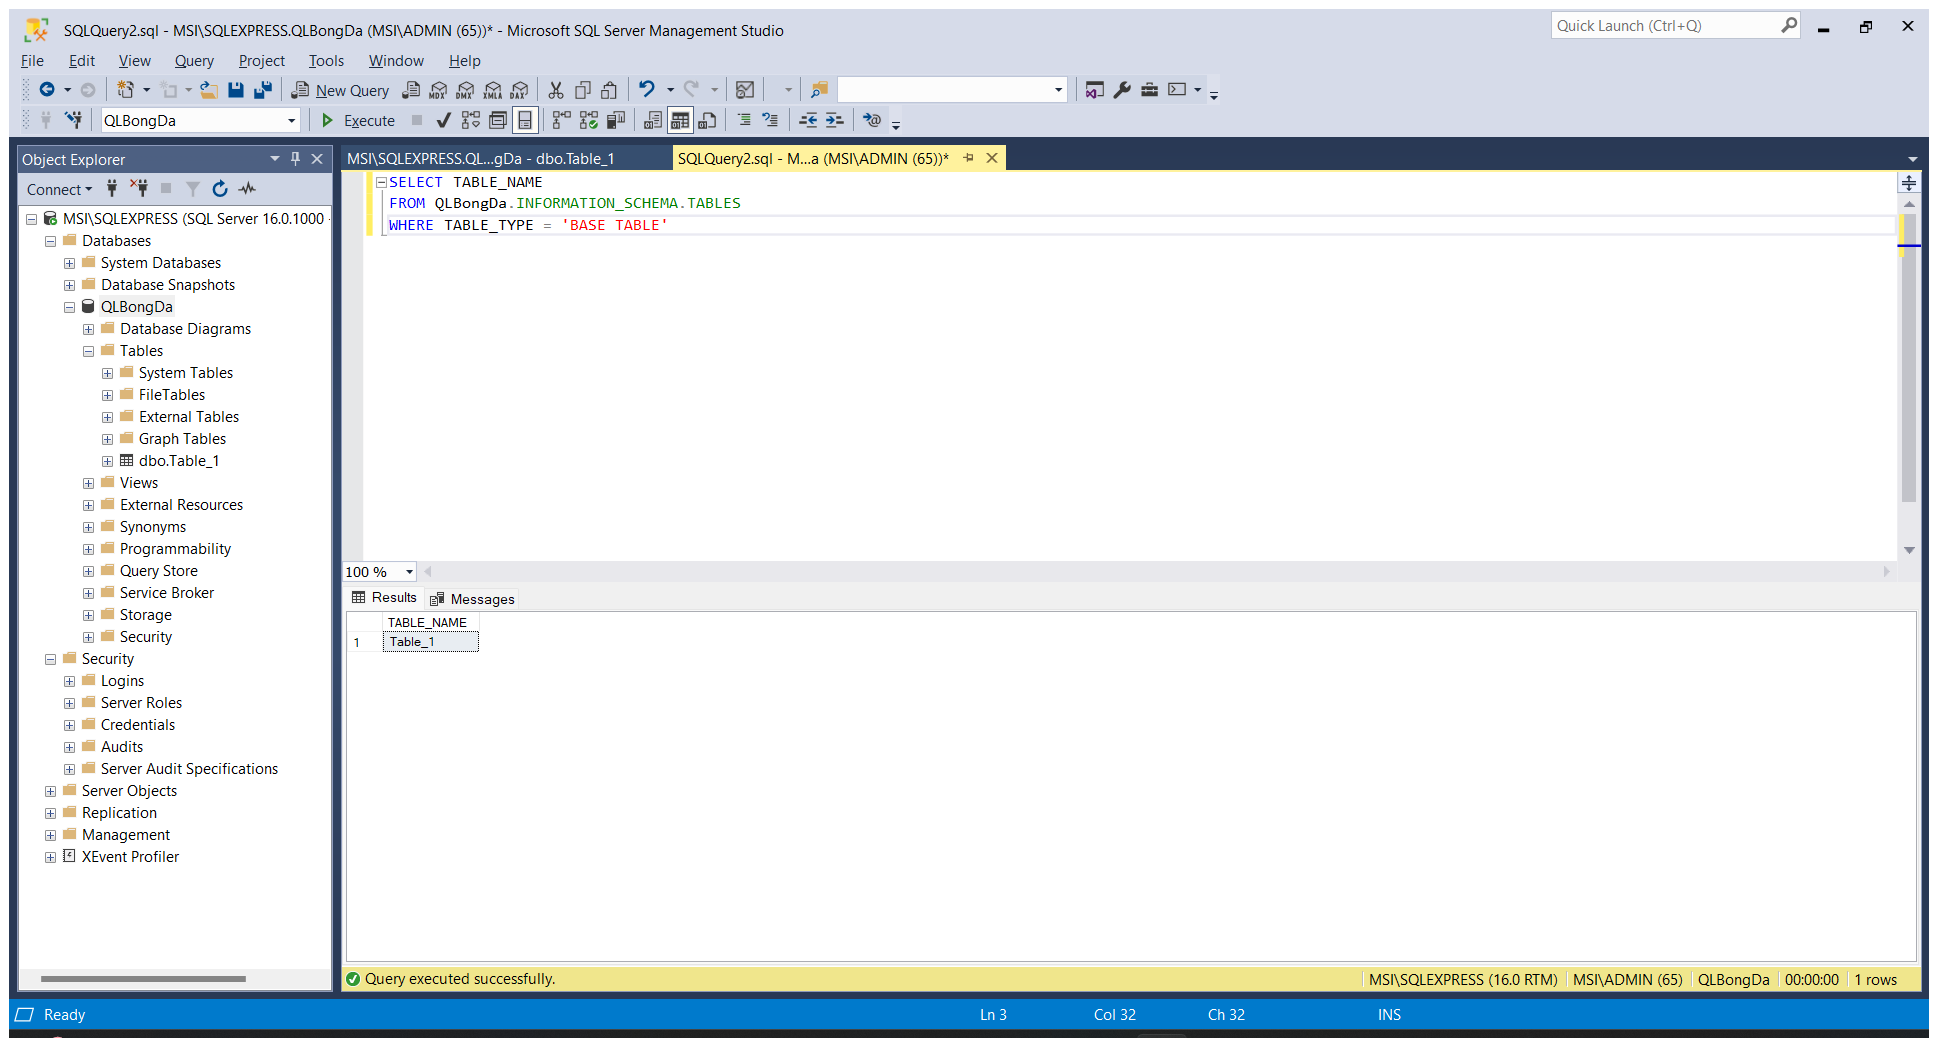 SQLQuery2.sql - MSI\SQLEXPRESS.QLBongDa (MSI\ADMIN (65))* - Microsoft SQL Server Management Studio
Quick Launch (Ctrl+Q)
File Edit View Query Project Tools Window Help
New Query MDX DMX XMLA DAX
QLBongDa Execute
Object Explorer
Connect
MSI\SQLEXPRESS (SQL Server 16.0.1000 -
Databases
System Databases
Database Snapshots
QLBongDa
Database Diagrams
Tables
System Tables
FileTables
External Tables
Graph Tables
dbo.Table_1
Views
External Resources
Synonyms
Programmability
Query Store
Service Broker
Storage
Security
Security
Logins
Server Roles
Credentials
Audits
Server Audit Specifications
Server Objects
Replication
Management
XEvent Profiler
MSI\SQLEXPRESS.QL...gDa - dbo.Table_1
SQLQuery2.sql - M...a (MSI\ADMIN (65))*
SELECT TABLE_NAME
FROM QLBongDa.INFORMATION_SCHEMA.TABLES
WHERE TABLE_TYPE = 'BASE TABLE'
100 %
Results Messages
TABLE_NAME
1 Table_1
Query executed successfully.
MSI\SQLEXPRESS (16.0 RTM) MSI\ADMIN (65) QLBongDa 00:00:00 1 rows
Ready Ln 3 Col 32 Ch 32 INS